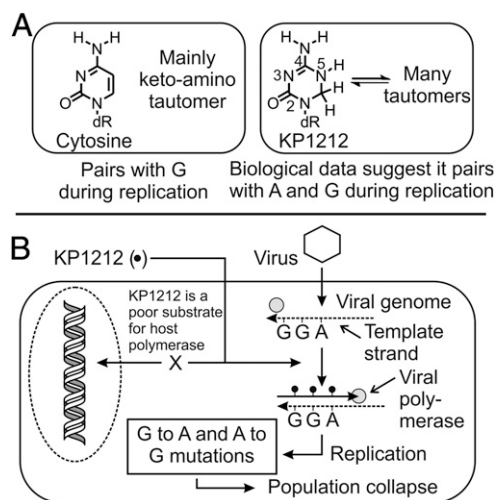 A
H H
N
N
O N
dR
Cytosine
Mainly
keto-amino
tautomer
Pairs with G
during replication
H H
N
4 5 H
3 N N
H
O 2 N H
dR
KP1212
Many
tautomers
Biological data suggest it pairs
with A and G during replication
B
KP1212 (•)
Virus
KP1212 is a
poor substrate
for host
polymerase
X
Viral genome
G G A
Template
strand
Viral
poly-
merase
G G A
G to A and A to
G mutations
Replication
Population collapse